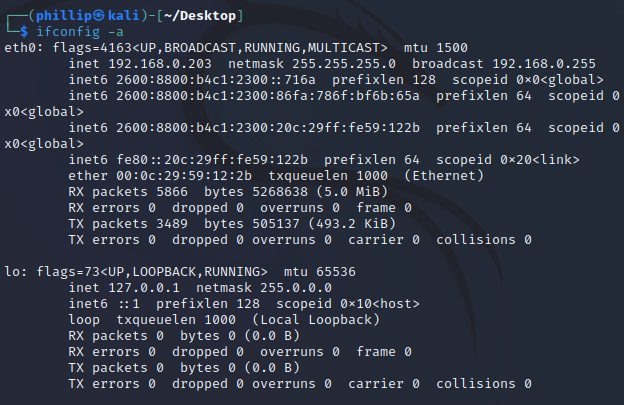 ┌──(phillip㉿kali)-[~/Desktop]
└─$ ifconfig -a
eth0: flags=4163<UP,BROADCAST,RUNNING,MULTICAST>  mtu 1500
        inet 192.168.0.203  netmask 255.255.255.0  broadcast 192.168.0.255
        inet6 2600:8800:b4c1:2300::716a  prefixlen 128  scopeid 0×0<global>
        inet6 2600:8800:b4c1:2300:86fa:786f:bf6b:65a  prefixlen 64  scopeid 0
x0<global>
        inet6 2600:8800:b4c1:2300:20c:29ff:fe59:122b  prefixlen 64  scopeid 0
x0<global>
        inet6 fe80::20c:29ff:fe59:122b  prefixlen 64  scopeid 0×20<link>
        ether 00:0c:29:59:12:2b  txqueuelen 1000  (Ethernet)
        RX packets 5866  bytes 5268638 (5.0 MiB)
        RX errors 0  dropped 0  overruns 0  frame 0
        TX packets 3489  bytes 505137 (493.2 KiB)
        TX errors 0  dropped 0 overruns 0  carrier 0  collisions 0

lo: flags=73<UP,LOOPBACK,RUNNING>  mtu 65536
        inet 127.0.0.1  netmask 255.0.0.0
        inet6 ::1  prefixlen 128  scopeid 0×10<host>
        loop  txqueuelen 1000  (Local Loopback)
        RX packets 0  bytes 0 (0.0 B)
        RX errors 0  dropped 0  overruns 0  frame 0
        TX packets 0  bytes 0 (0.0 B)
        TX errors 0  dropped 0 overruns 0  carrier 0  collisions 0